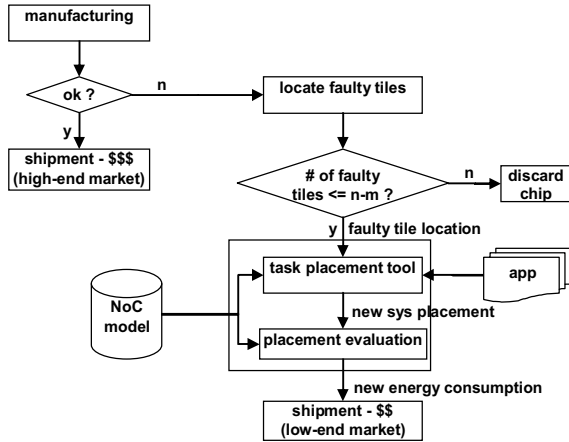 manufacturing
ok ?
n
locate faulty tiles
y
shipment - $$$
(high-end market)
# of faulty
tiles <= n-m ?
n
discard
chip
y
faulty tile location
task placement tool
app
NoC
model
new sys placement
placement evaluation
new energy consumption
shipment - $$
(low-end market)